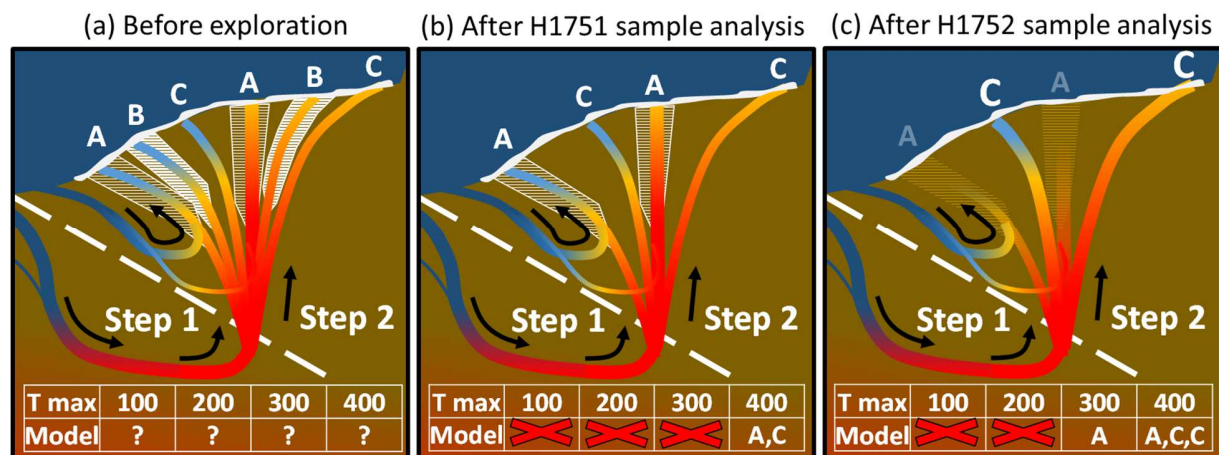 (a) Before exploration
A B C A B C
Step 1 Step 2
T max 100 200 300 400
Model ? ? ? ?
(b) After H1751 sample analysis
A C A C
Step 1 Step 2
T max 100 200 300 400
Model A,C
(c) After H1752 sample analysis
A C A C
Step 1 Step 2
T max 100 200 300 400
Model A A,C,C